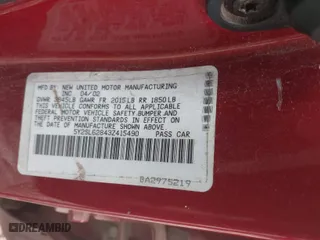 MFD. BY NEW UNITED MOTOR MANUFACTURING
INC 04/02
GVWR 3845LB GAWR FR 2015LB RR 1850LB
THIS VEHICLE CONFORMS TO ALL APPLICABLE
FEDERAL MOTOR VEHICLE SAFETY BUMPER, AND
THEFT PREVENTION STANDARDS IN EFFECT ON
THE DATE OF MANUFACTURE SHOWN ABOVE.
5Y2SL62843Z415490 PASS CAR
BA2975219
DREAMBID